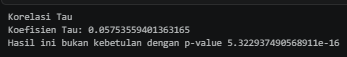 Korelasi Tau
Koefisien Tau: 0.05753559401363165
Hasil ini bukan kebetulan dengan p-value 5.322937490568911e-16